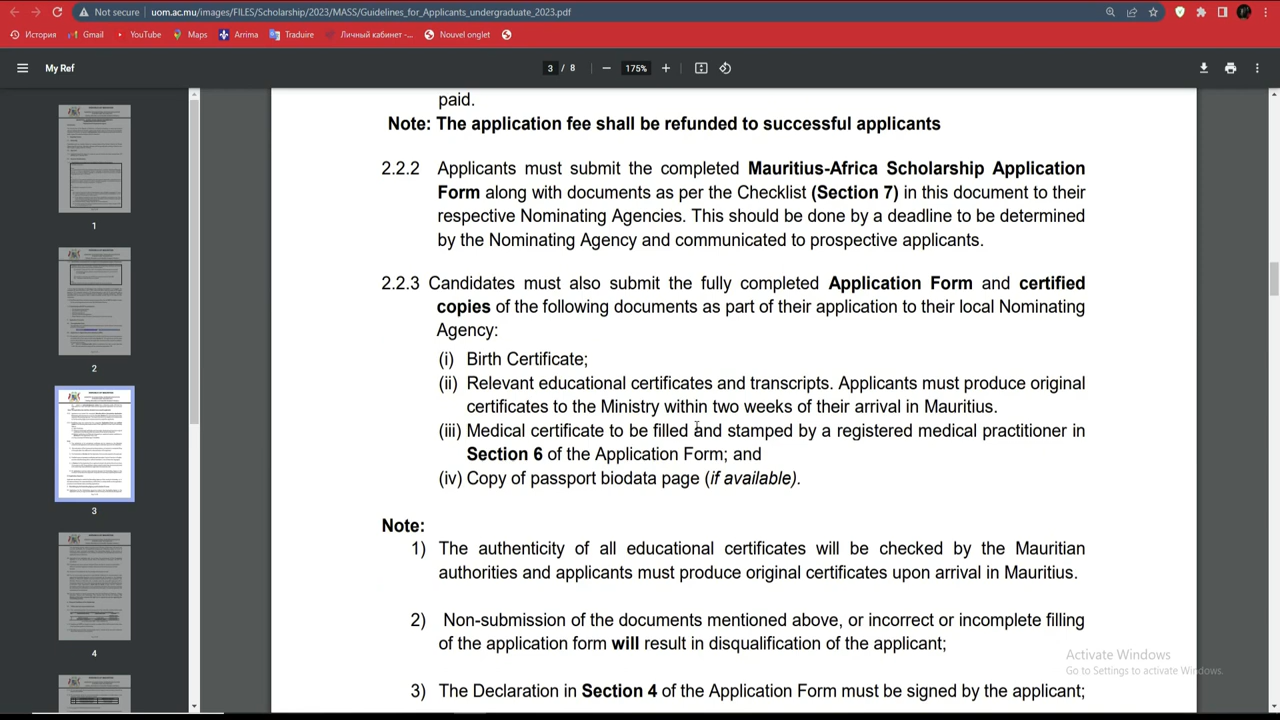 Not secure
uom.ac.mu/images/FILES/Scholarship/2023/MASS/Guidelines_for_Applicants_undergraduate_2023.pdf
История
Gmail
YouTube
Maps
Arrima
Traduire
Личный кабинет -...
Nouvel onglet
My Ref
3 / 8
175%
paid.
Note: The application fee shall be refunded to successful applicants
2.2.2 Applicants must submit the completed Mauritius-Africa Scholarship Application
Form along with documents as per the Checklist (Section 7) in this document to their
respective Nominating Agencies. This should be done by a deadline to be determined
by the Nominating Agency and communicated to prospective applicants.
2.2.3 Candidates must also submit the fully completed Application Form and certified
copies of the following documents as part of their application to their local Nominating
Agency:
(i) Birth Certificate;
(ii) Relevant educational certificates and transcripts. Applicants must produce original
certificates to the Ministry within two weeks of their arrival in Mauritius.
(iii) Medical certificate to be filled and stamped by a registered medical practitioner in
Section of the Application Form; and
(iv) Copy of passport biodata page (if available).
Note:
1) The authenticity of all educational certificates will be checked by the Mauritian
authorities and applicants must produce original certificates upon arrival in Mauritius.
2) Non-submission of the documents mentioned above, or incorrect or incomplete filling
of the application form will result in disqualification of the applicant;
3) The Declaration in Section 4 of the Application Form must be signed by the applicant;
1
2
3
4
Activate Windows
Go to Settings to activate Windows.